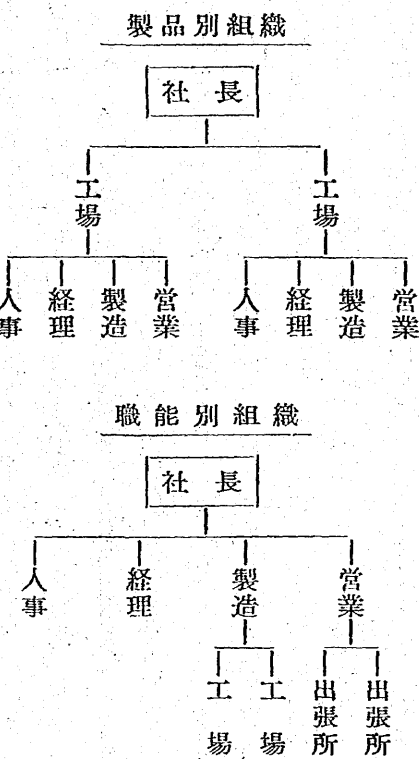 製品別組織
社長
工場
工場
人事
経理
製造
営業
人事
経理
製造
営業
職能別組織
社長
人事
経理
製造
営業
工場
工場
出張所
出張所